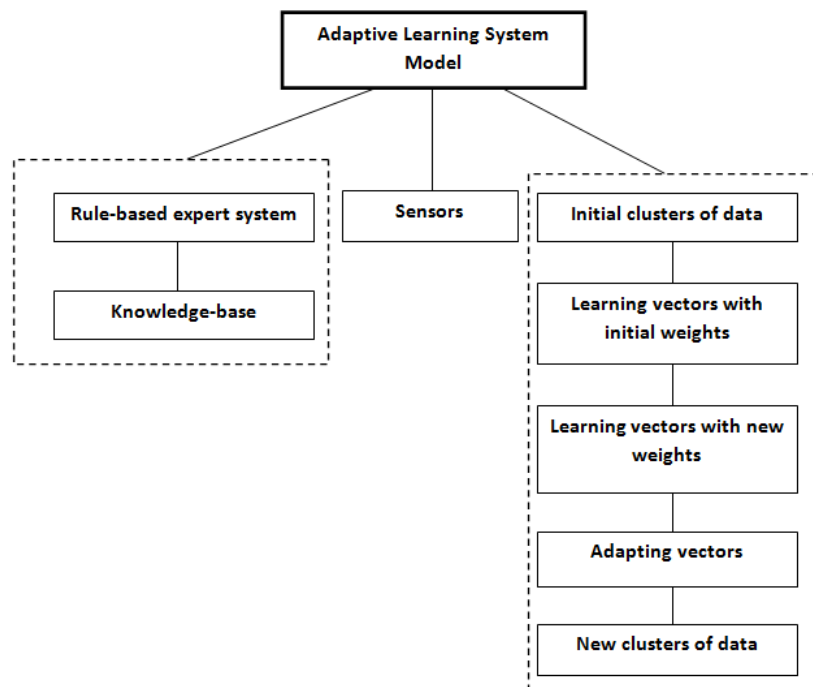 Adaptive Learning System
Model
Rule-based expert system
Knowledge-base
Sensors
Initial clusters of data
Learning vectors with
initial weights
Learning vectors with new
weights
Adapting vectors
New clusters of data